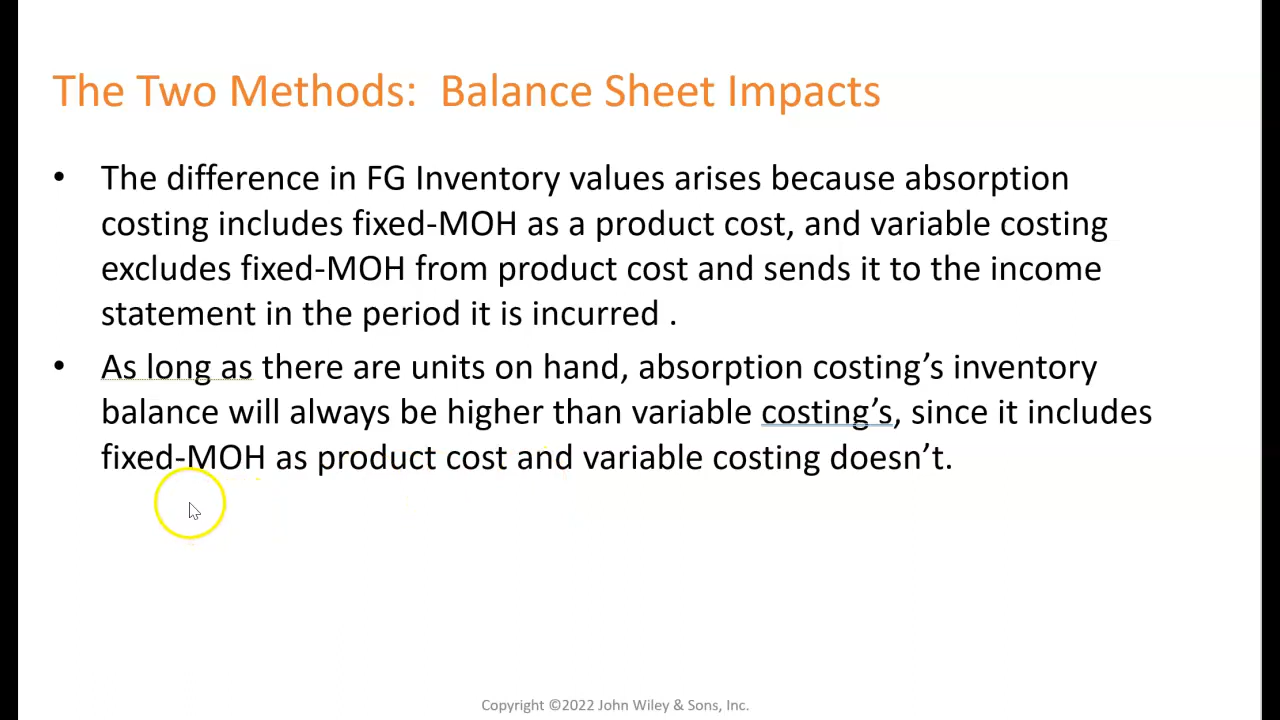 The Two Methods:  Balance Sheet Impacts
• The difference in FG Inventory values arises because absorption
costing includes fixed-MOH as a product cost, and variable costing
excludes fixed-MOH from product cost and sends it to the income
statement in the period it is incurred .
• As long as there are units on hand, absorption costing’s inventory
balance will always be higher than variable costing’s, since it includes
fixed-MOH as product cost and variable costing doesn’t.
Copyright ©2022 John Wiley & Sons, Inc.